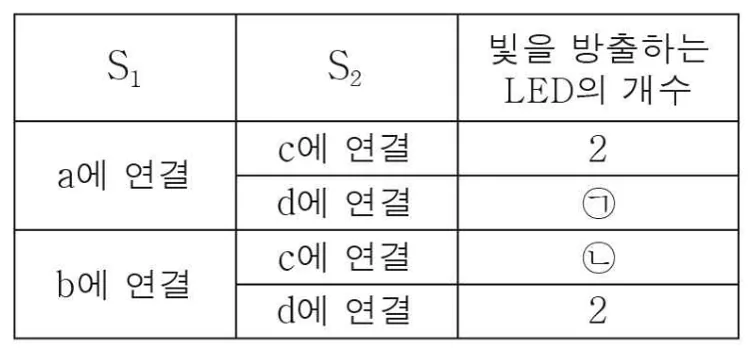 S₁ S₂ 빛을 방출하는
LED의 개수
a에 연결 c에 연결 2
d에 연결 ㉠
b에 연결 c에 연결 ㉡
d에 연결 2